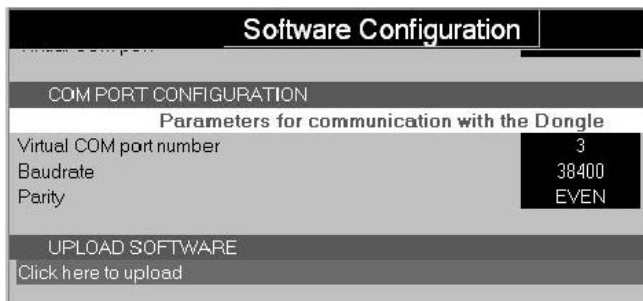 Software Configuration
COM PORT CONFIGURATION
Parameters for communication with the Dongle
Virtual COM port number 3
Baudrate 38400
Parity EVEN
UPLOAD SOFTWARE
Click here to upload